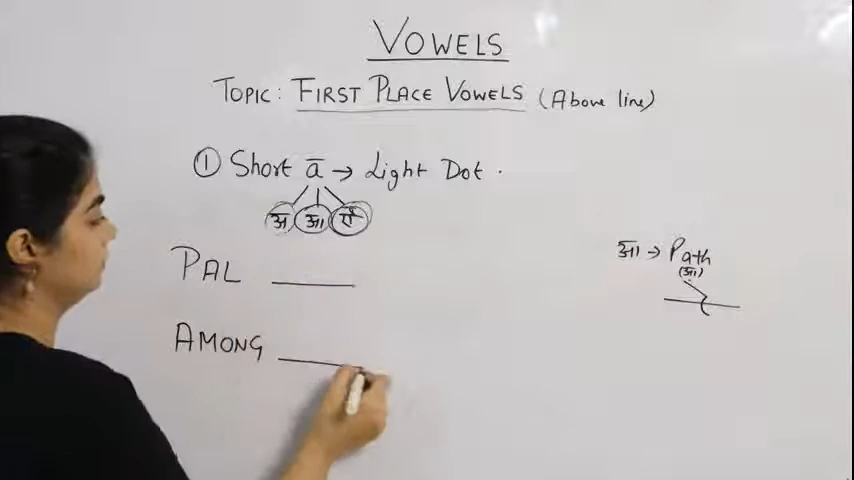 VOWELS
TOPIC: FIRST PLACE VOWELS (Above line)
① Short ā → Light Dot .
अ आ ऐ
आ → Path
(आ)
PAL
AMONG